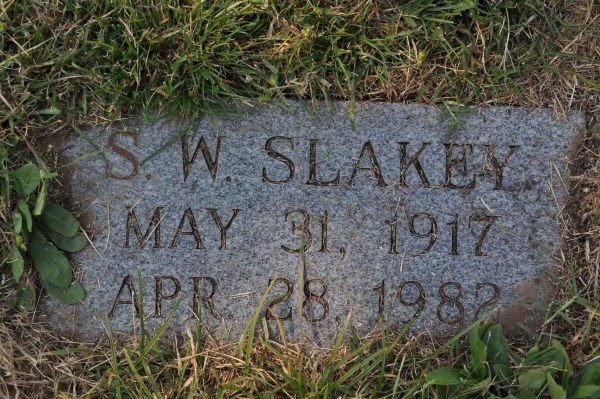 S. W. SLAKEY
MAY 31, 1917
APR 28, 1982